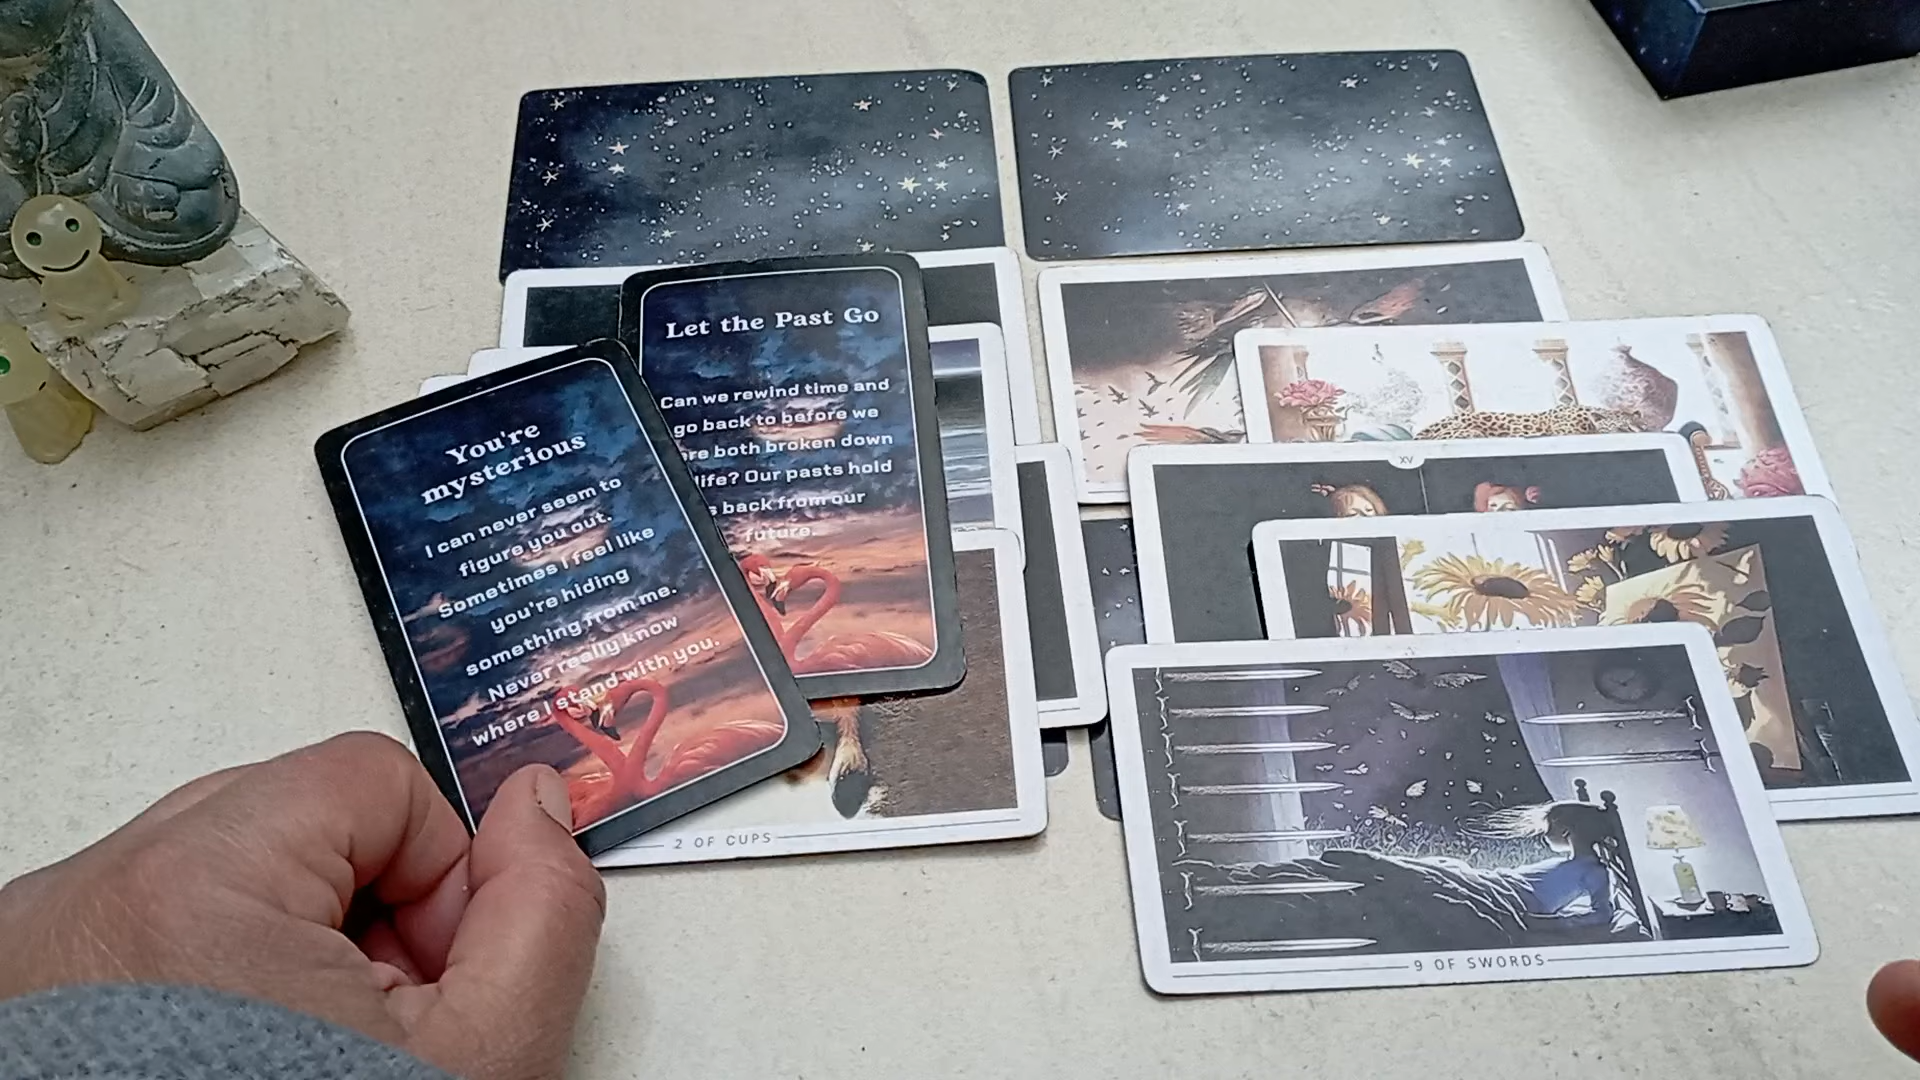 Let the Past Go
Can we rewind time and
go back to before we
re both broken down
life? Our pasts hold
s back from our
future.
You're
mysterious
I can never seem to
figure you out.
Sometimes I feel like
you're hiding
something from me.
Never really know
where I stand with you.
XV
2 OF CUPS
9 OF SWORDS